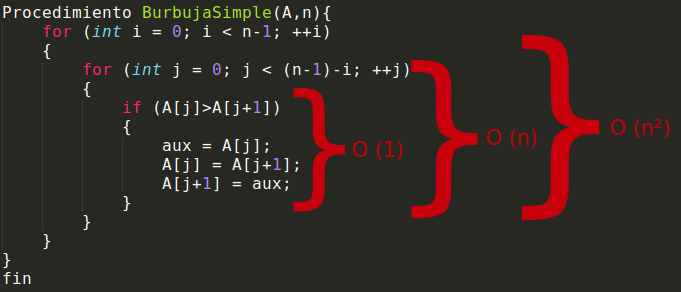 Procedimiento BurbujaSimple(A,n){
for (int i = 0; i < n-1; ++i)
{
for (int j = 0; j < (n-1)-i; ++j)
{
if (A[j]>A[j+1])
{
aux = A[j];
A[j] = A[j+1];
A[j+1] = aux;
}
}
}
}
fin
O (1)
O (n)
O (n²)